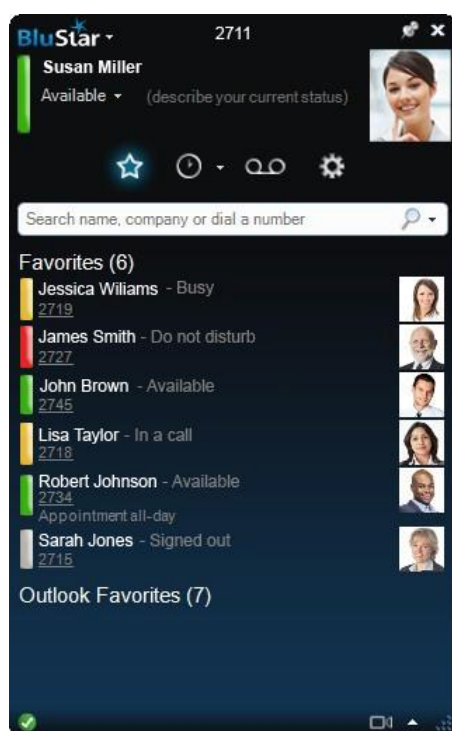 BluStar
2711
Susan Miller
Available
(describe your current status)
Search name, company or dial a number
Favorites (6)
Jessica Wiliams - Busy
2719
James Smith - Do not disturb
2727
John Brown - Available
2745
Lisa Taylor - In a call
2718
Robert Johnson - Available
2734
Appointment all-day
Sarah Jones - Signed out
2715
Outlook Favorites (7)